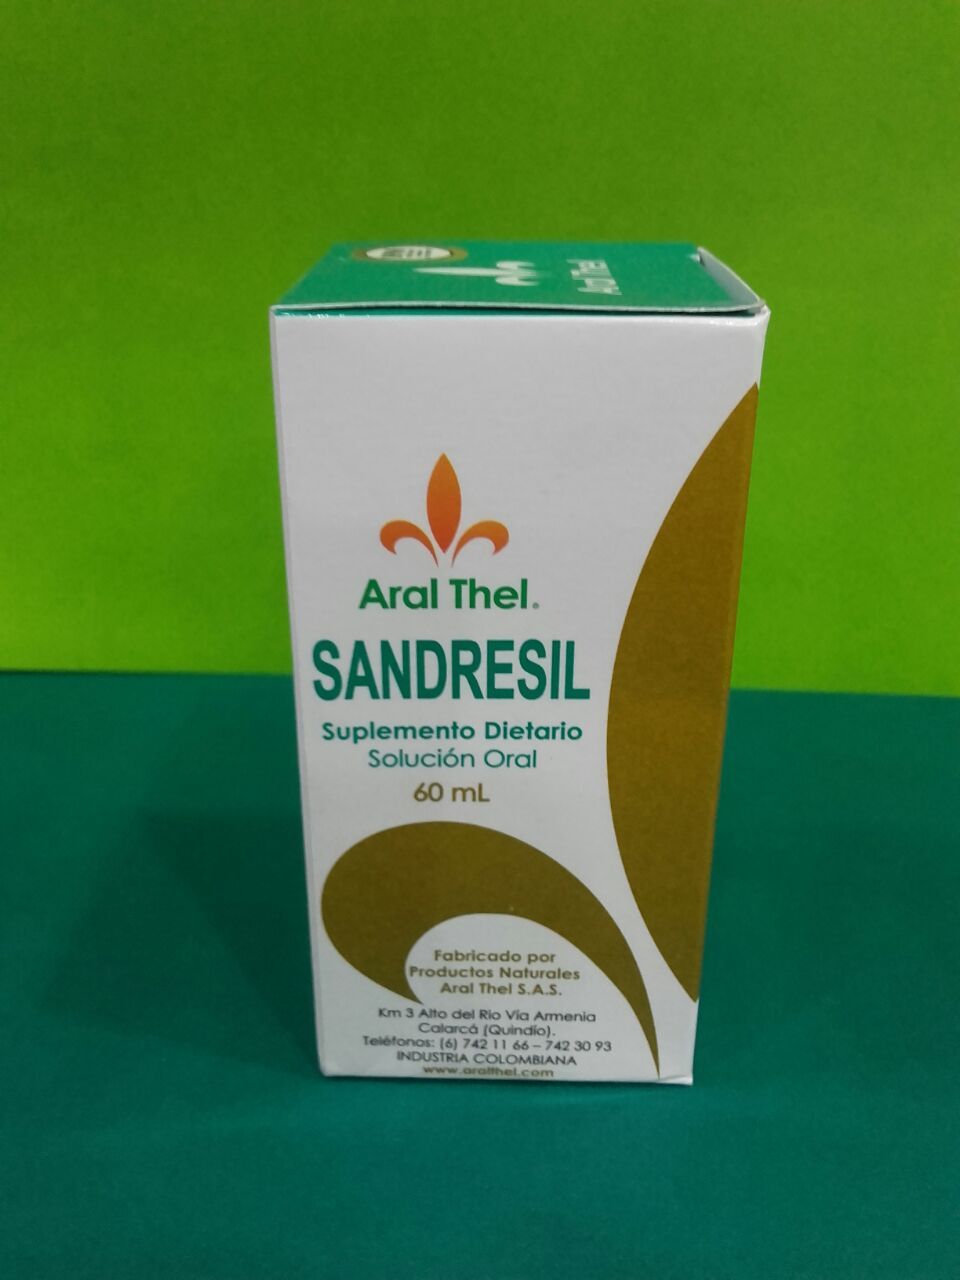 Aral Thel
Aral Thel®
SANDRESIL
Suplemento Dietario
Solución Oral
60 mL
Fabricado por
Productos Naturales
Aral Thel S.A.S.
Km 3 Alto del Río Vía Armenia
Calarcá (Quindío).
Teléfonos: (6) 742 11 66 – 742 30 93
INDUSTRIA COLOMBIANA
www.aralthel.com